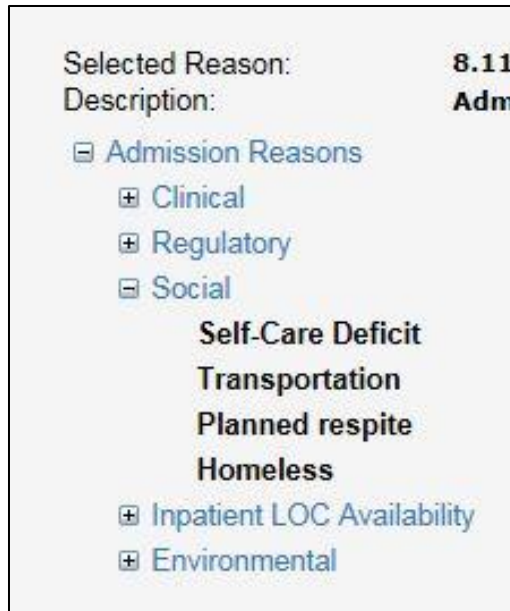 Selected Reason: 8.11
Description:
Admission Reasons
Clinical
Regulatory
Social
Self-Care Deficit
Transportation
Planned respite
Homeless
Inpatient LOC Availability
Environmental